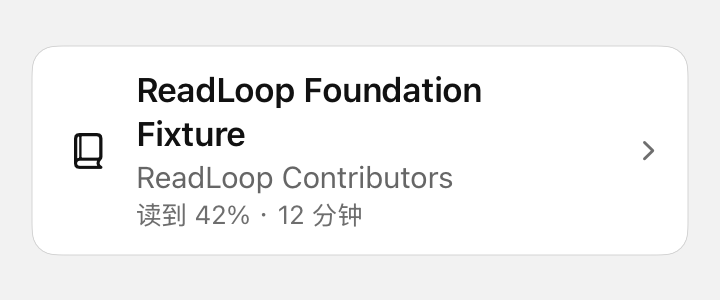 ReadLoop Foundation
Fixture
ReadLoop Contributors
读到 42% · 12 分钟